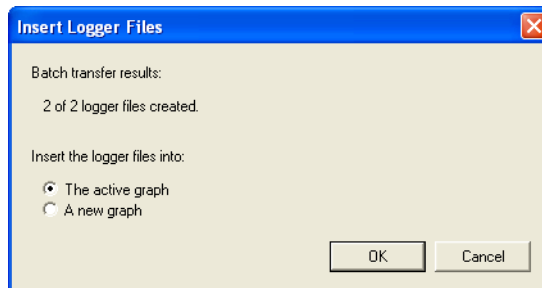 Insert Logger Files
Batch transfer results:
2 of 2 logger files created.
Insert the logger files into:
The active graph
A new graph
OK Cancel